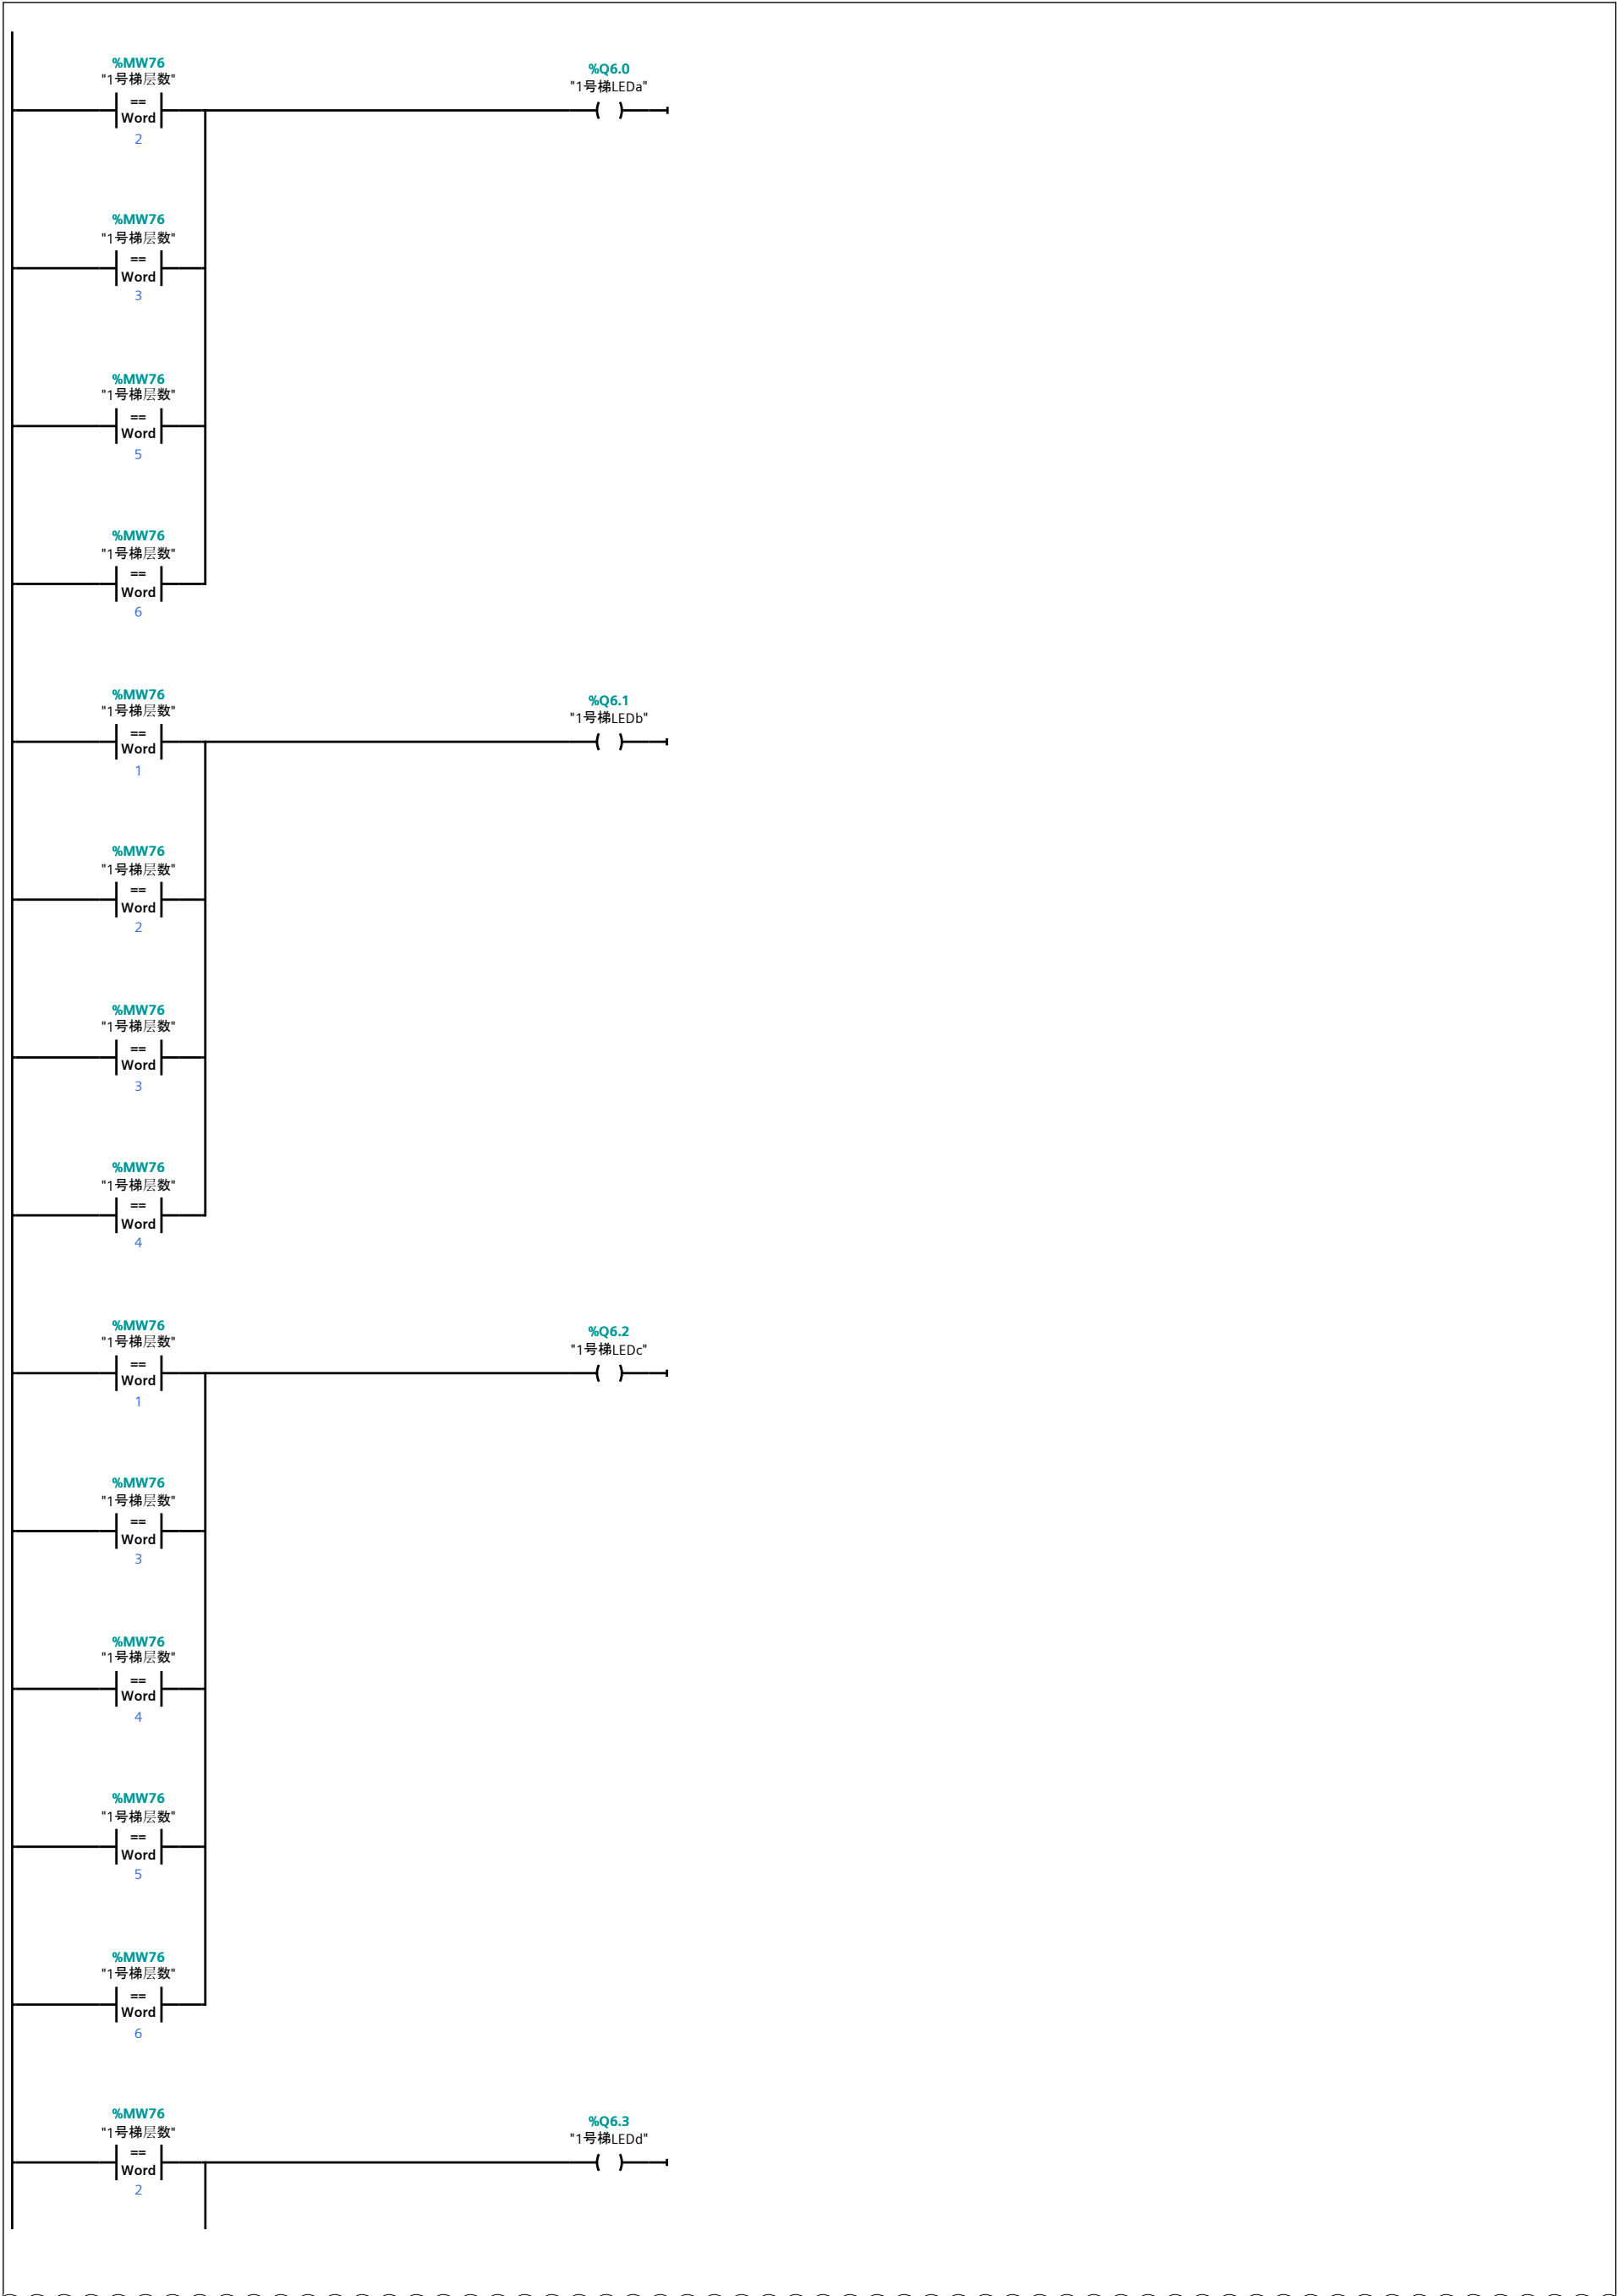 %MW76
"1号梯层数"
==
Word
2
%Q6.0
"1号梯LEDa"
%MW76
"1号梯层数"
==
Word
3
%MW76
"1号梯层数"
==
Word
5
%MW76
"1号梯层数"
==
Word
6
%MW76
"1号梯层数"
==
Word
1
%Q6.1
"1号梯LEDb"
%MW76
"1号梯层数"
==
Word
2
%MW76
"1号梯层数"
==
Word
3
%MW76
"1号梯层数"
==
Word
4
%MW76
"1号梯层数"
==
Word
1
%Q6.2
"1号梯LEDc"
%MW76
"1号梯层数"
==
Word
3
%MW76
"1号梯层数"
==
Word
4
%MW76
"1号梯层数"
==
Word
5
%MW76
"1号梯层数"
==
Word
6
%MW76
"1号梯层数"
==
Word
2
%Q6.3
"1号梯LEDd"